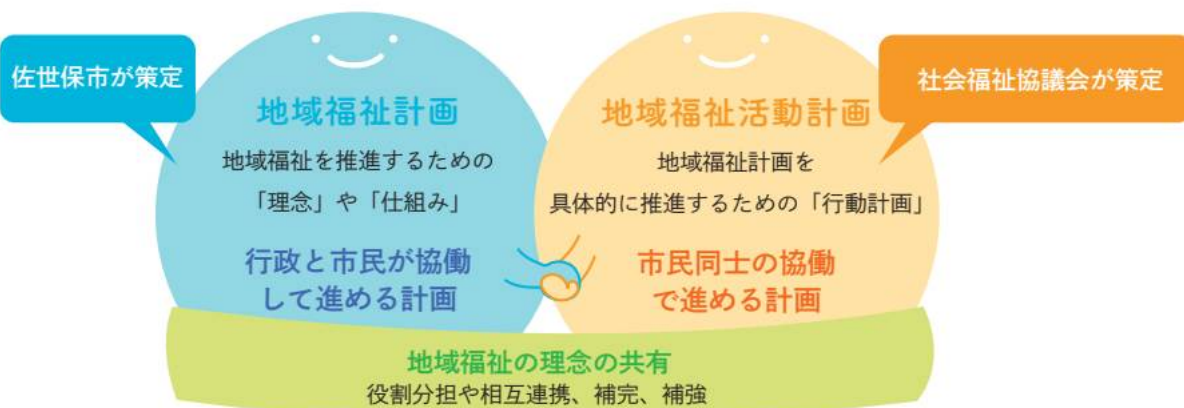 佐世保市が策定
地域福祉計画
地域福祉を推進するための
「理念」や「仕組み」
行政と市民が協働
して進める計画
社会福祉協議会が策定
地域福祉活動計画
地域福祉計画を
具体的に推進するための「行動計画」
市民同士の協働
で進める計画
地域福祉の理念の共有
役割分担や相互連携、補完、補強